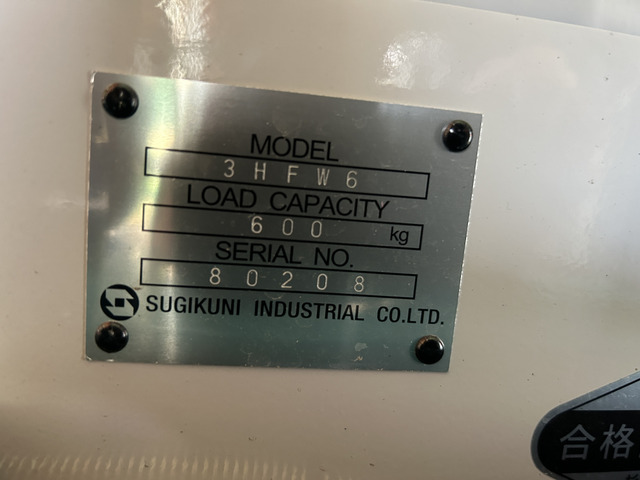 MODEL
3HFW6
LOAD CAPACITY
600 kg
SERIAL NO.
80208
SUGIKUNI INDUSTRIAL CO.LTD.
合格